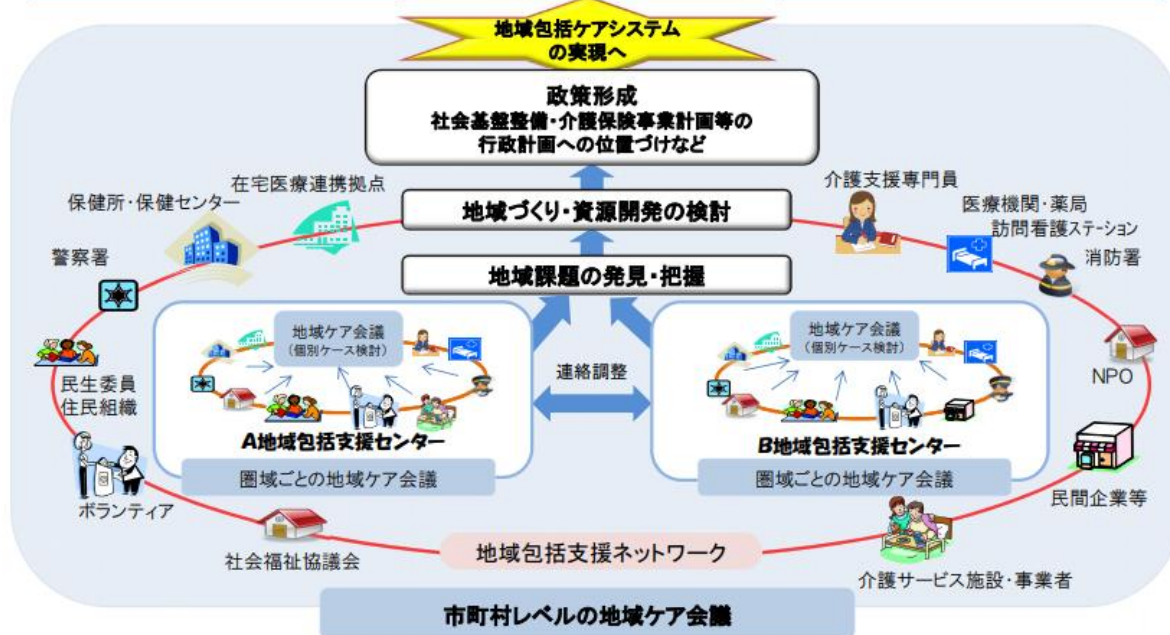 地域包括ケアシステム
の実現へ
政策形成
社会基盤整備・介護保険事業計画等の
行政計画への位置づけなど
在宅医療連携拠点
保健所・保健センター
地域づくり・資源開発の検討
介護支援専門員
医療機関・薬局
訪問看護ステーション
警察署
消防署
地域課題の発見・把握
地域ケア会議
(個別ケース検討)
地域ケア会議
(個別ケース検討)
連絡調整
民生委員
住民組織
NPO
A地域包括支援センター
B地域包括支援センター
圏域ごとの地域ケア会議
圏域ごとの地域ケア会議
ボランティア
民間企業等
社会福祉協議会
地域包括支援ネットワーク
介護サービス施設・事業者
市町村レベルの地域ケア会議